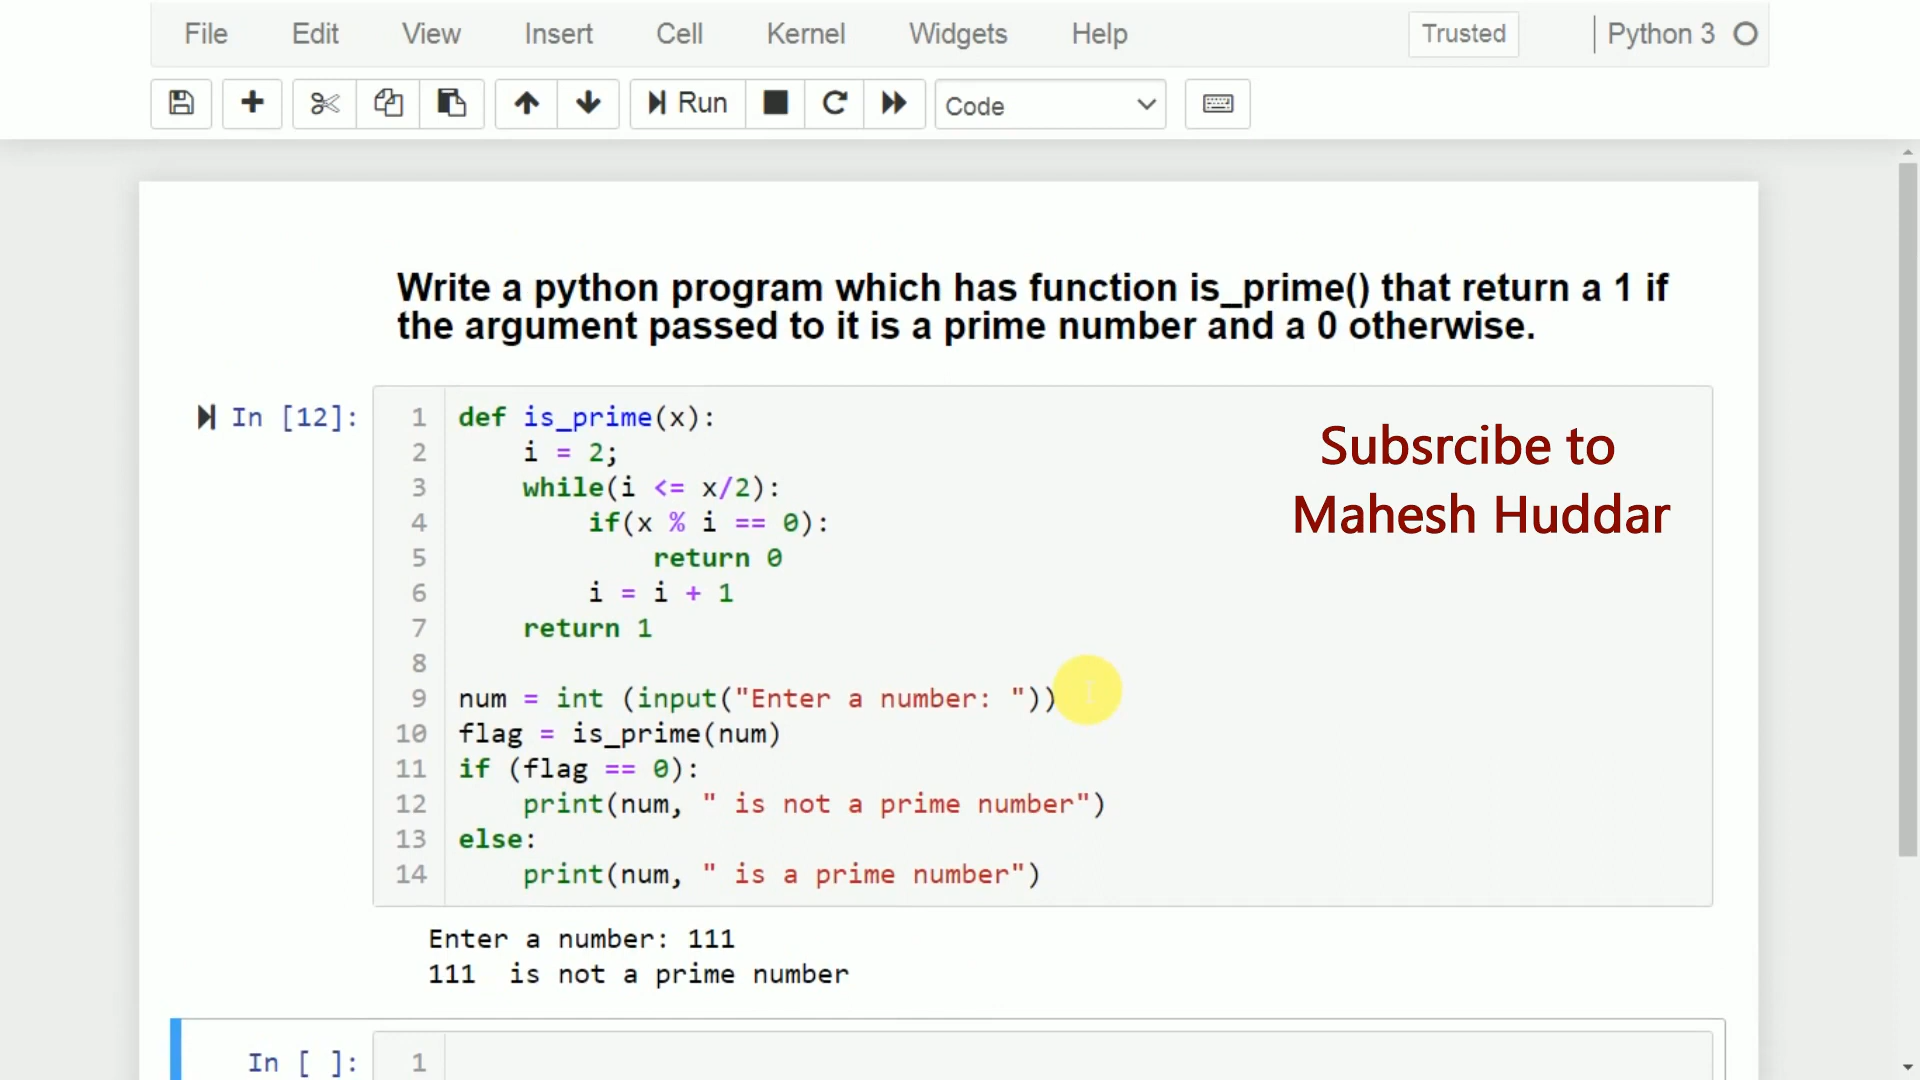 File Edit View Insert Cell Kernel Widgets Help Trusted Python 3
Run Code
Write a python program which has function is_prime() that return a 1 if
the argument passed to it is a prime number and a 0 otherwise.
In [12]:
1 def is_prime(x):
2     i = 2;
3     while(i <= x/2):
4         if(x % i == 0):
5             return 0
6         i = i + 1
7     return 1
8
9 num = int (input("Enter a number: "))
10 flag = is_prime(num)
11 if (flag == 0):
12     print(num, " is not a prime number")
13 else:
14     print(num, " is a prime number")
Subsrcibe to
Mahesh Huddar
Enter a number: 111
111  is not a prime number
In [ ]: 1